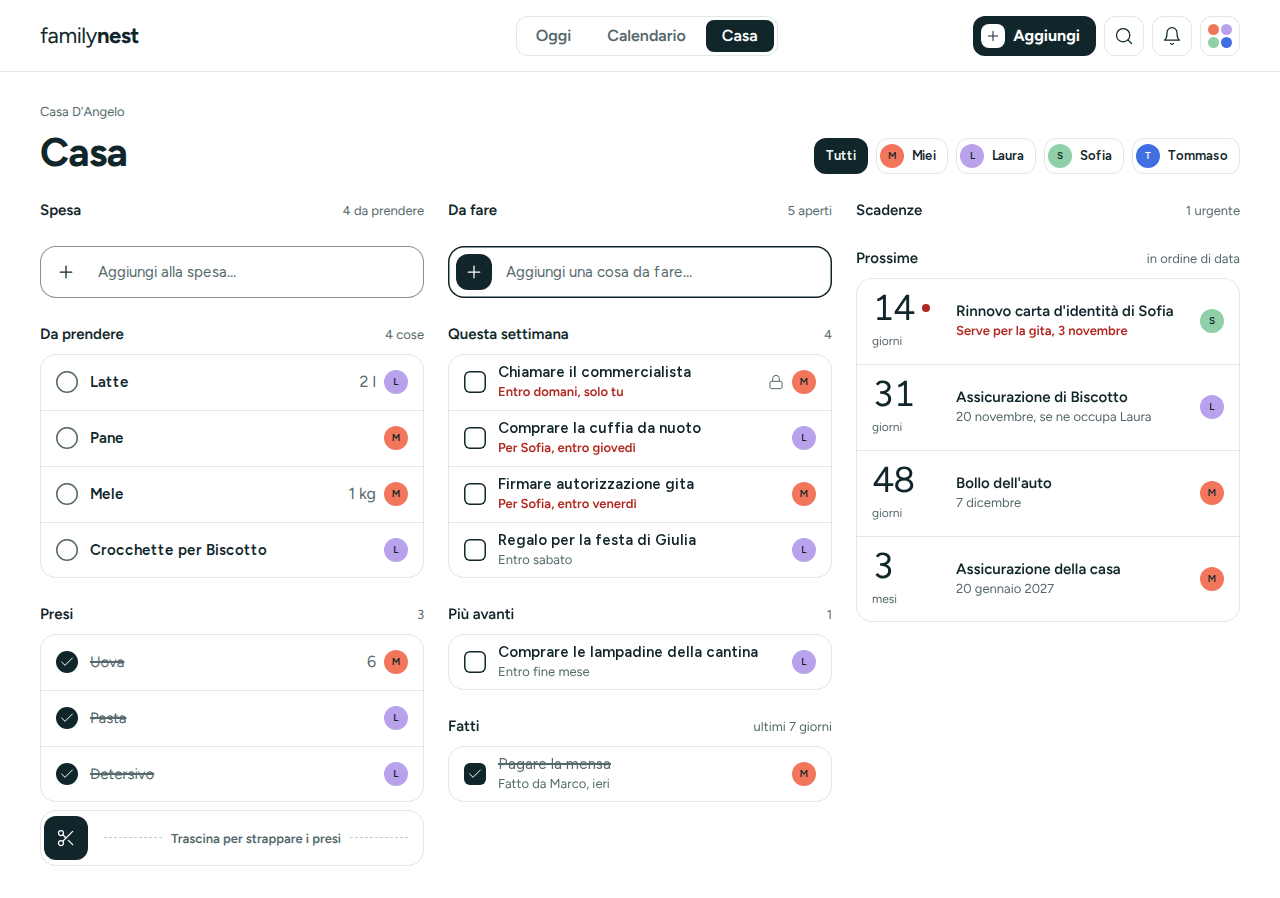 familynest
Oggi
Calendario
Casa
Aggiungi
Casa D'Angelo
Casa
Tutti
M Miei
L Laura
S Sofia
T Tommaso
Spesa
4 da prendere
Aggiungi alla spesa...
Da prendere
4 cose
Latte
2 l
L
Pane
M
Mele
1 kg
M
Crocchette per Biscotto
L
Presi
3
Uova
6
M
Pasta
L
Detersivo
L
Trascina per strappare i presi
Da fare
5 aperti
Aggiungi una cosa da fare...
Questa settimana
4
Chiamare il commercialista
Entro domani, solo tu
M
Comprare la cuffia da nuoto
Per Sofia, entro giovedì
L
Firmare autorizzazione gita
Per Sofia, entro venerdì
M
Regalo per la festa di Giulia
Entro sabato
L
Più avanti
1
Comprare le lampadine della cantina
Entro fine mese
L
Fatti
ultimi 7 giorni
Pagare la mensa
Fatto da Marco, ieri
M
Scadenze
1 urgente
Prossime
in ordine di data
14
giorni
Rinnovo carta d'identità di Sofia
Serve per la gita, 3 novembre
S
31
giorni
Assicurazione di Biscotto
20 novembre, se ne occupa Laura
L
48
giorni
Bollo dell'auto
7 dicembre
M
3
mesi
Assicurazione della casa
20 gennaio 2027
M